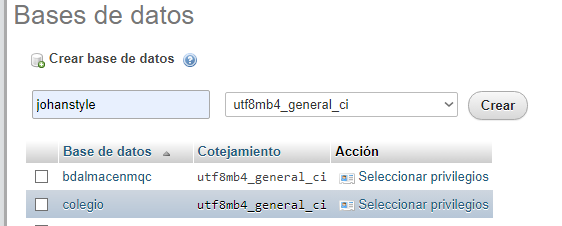 Bases de datos
Crear base de datos
johanstyle utf8mb4_general_ci Crear
Base de datos Cotejamiento Acción
bdalmacenmqc utf8mb4_general_ci Seleccionar privilegios
colegio utf8mb4_general_ci Seleccionar privilegios